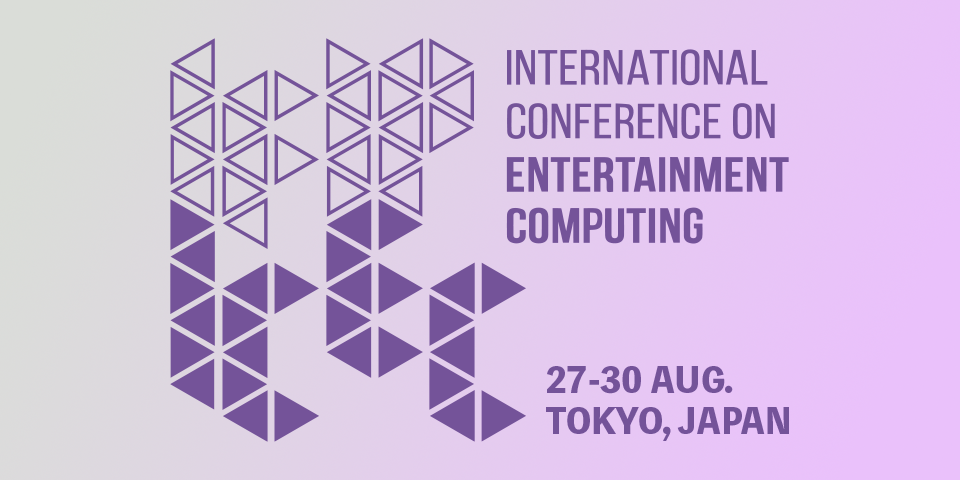 INTERNATIONAL
CONFERENCE ON
ENTERTAINMENT
COMPUTING
27-30 AUG.
TOKYO, JAPAN